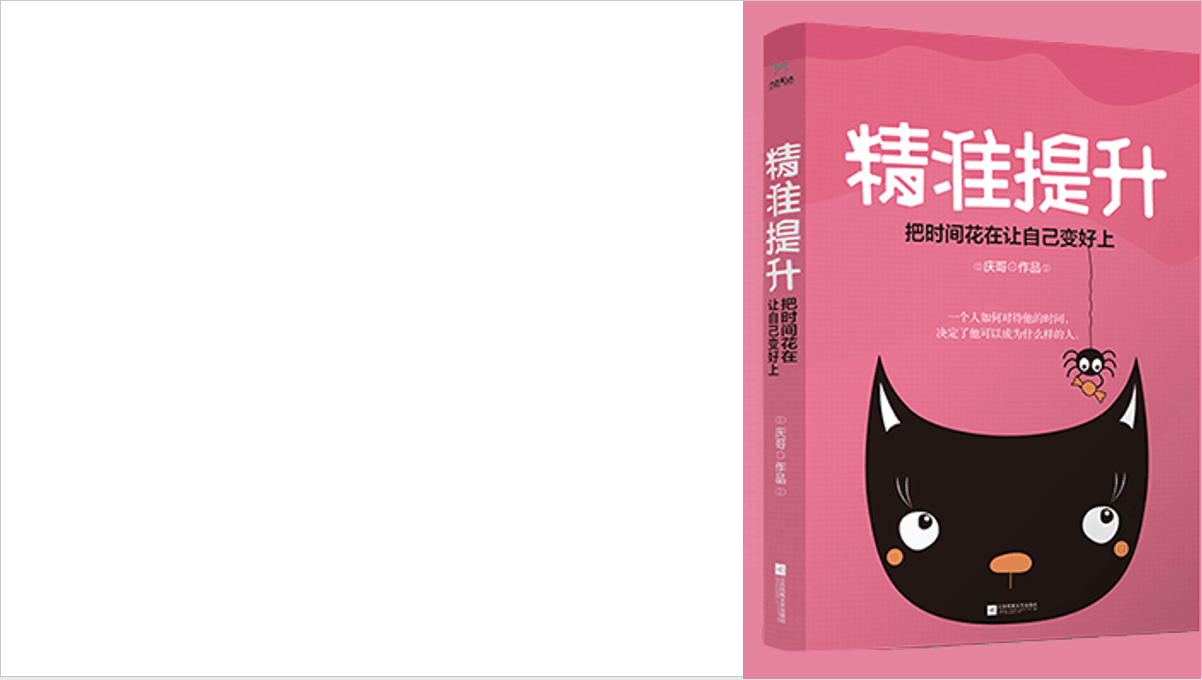 精准提升
把时间花在让自己变好上
庆哥 作品
一个人如何对待他的时间，
决定了他可以成为什么样的人。
精准提升
把时间花在
让自己变好上
庆哥 作品